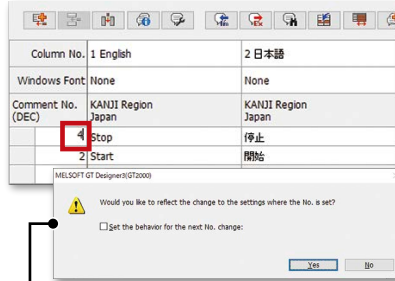 Column No. 1 English 2 日本語
Windows Font None None
Comment No. (DEC) KANJI Region Japan KANJI Region Japan
4 Stop 停止
2 Start 開始
MELSOFT GT Designer3(GT2000)
Would you like to reflect the change to the settings where the No. is set?
Set the behavior for the next No. change:
Yes No